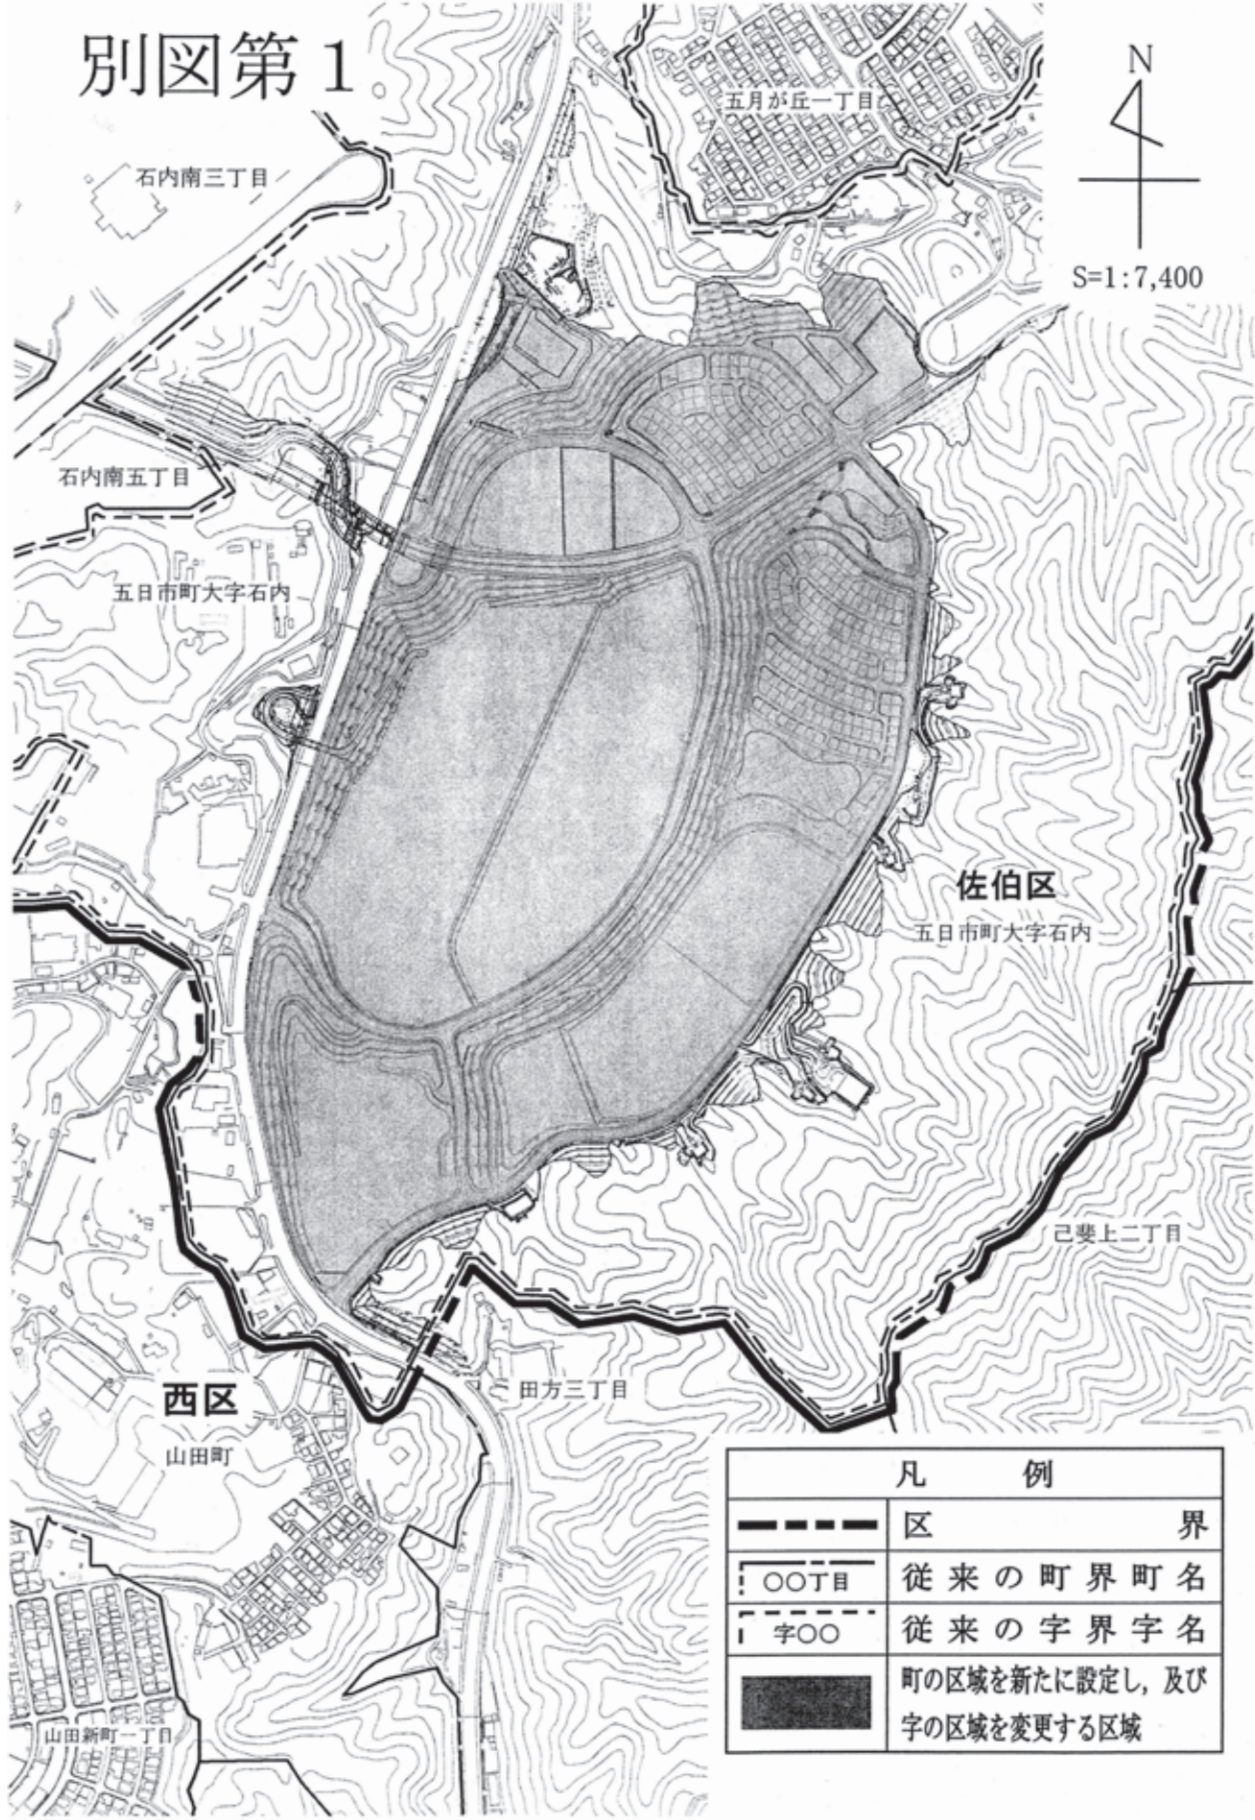 別図第1
N
S=1:7,400
五月が丘一丁目
石内南三丁目
石内南五丁目
五日市町大字石内
佐伯区
五日市町大字石内
己斐上二丁目
田方三丁目
西区
山田町
山田新町一丁目
凡 例
区 界
〇〇丁目 従来の町界町名
字〇〇 従来の字界字名
町の区域を新たに設定し，及び
字の区域を変更する区域